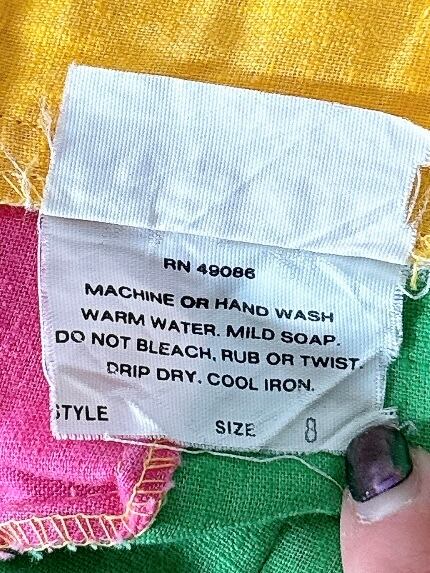 RN 49086
MACHINE OR HAND WASH
WARM WATER. MILD SOAP.
DO NOT BLEACH, RUB OR TWIST.
DRIP DRY. COOL IRON.
STYLE SIZE 8